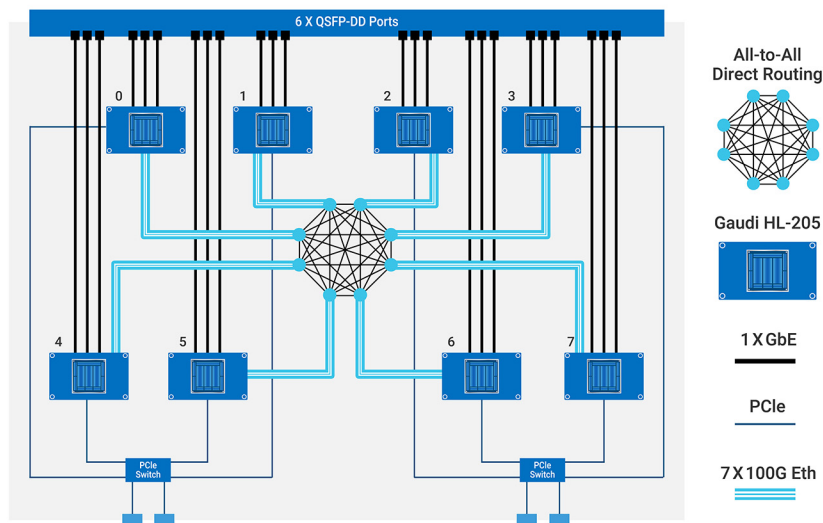 6 X QSFP-DD Ports
0
1
2
3
4
5
6
7
PCIe
Switch
PCIe
Switch
All-to-All
Direct Routing
Gaudi HL-205
1 X GbE
PCIe
7 X 100G Eth